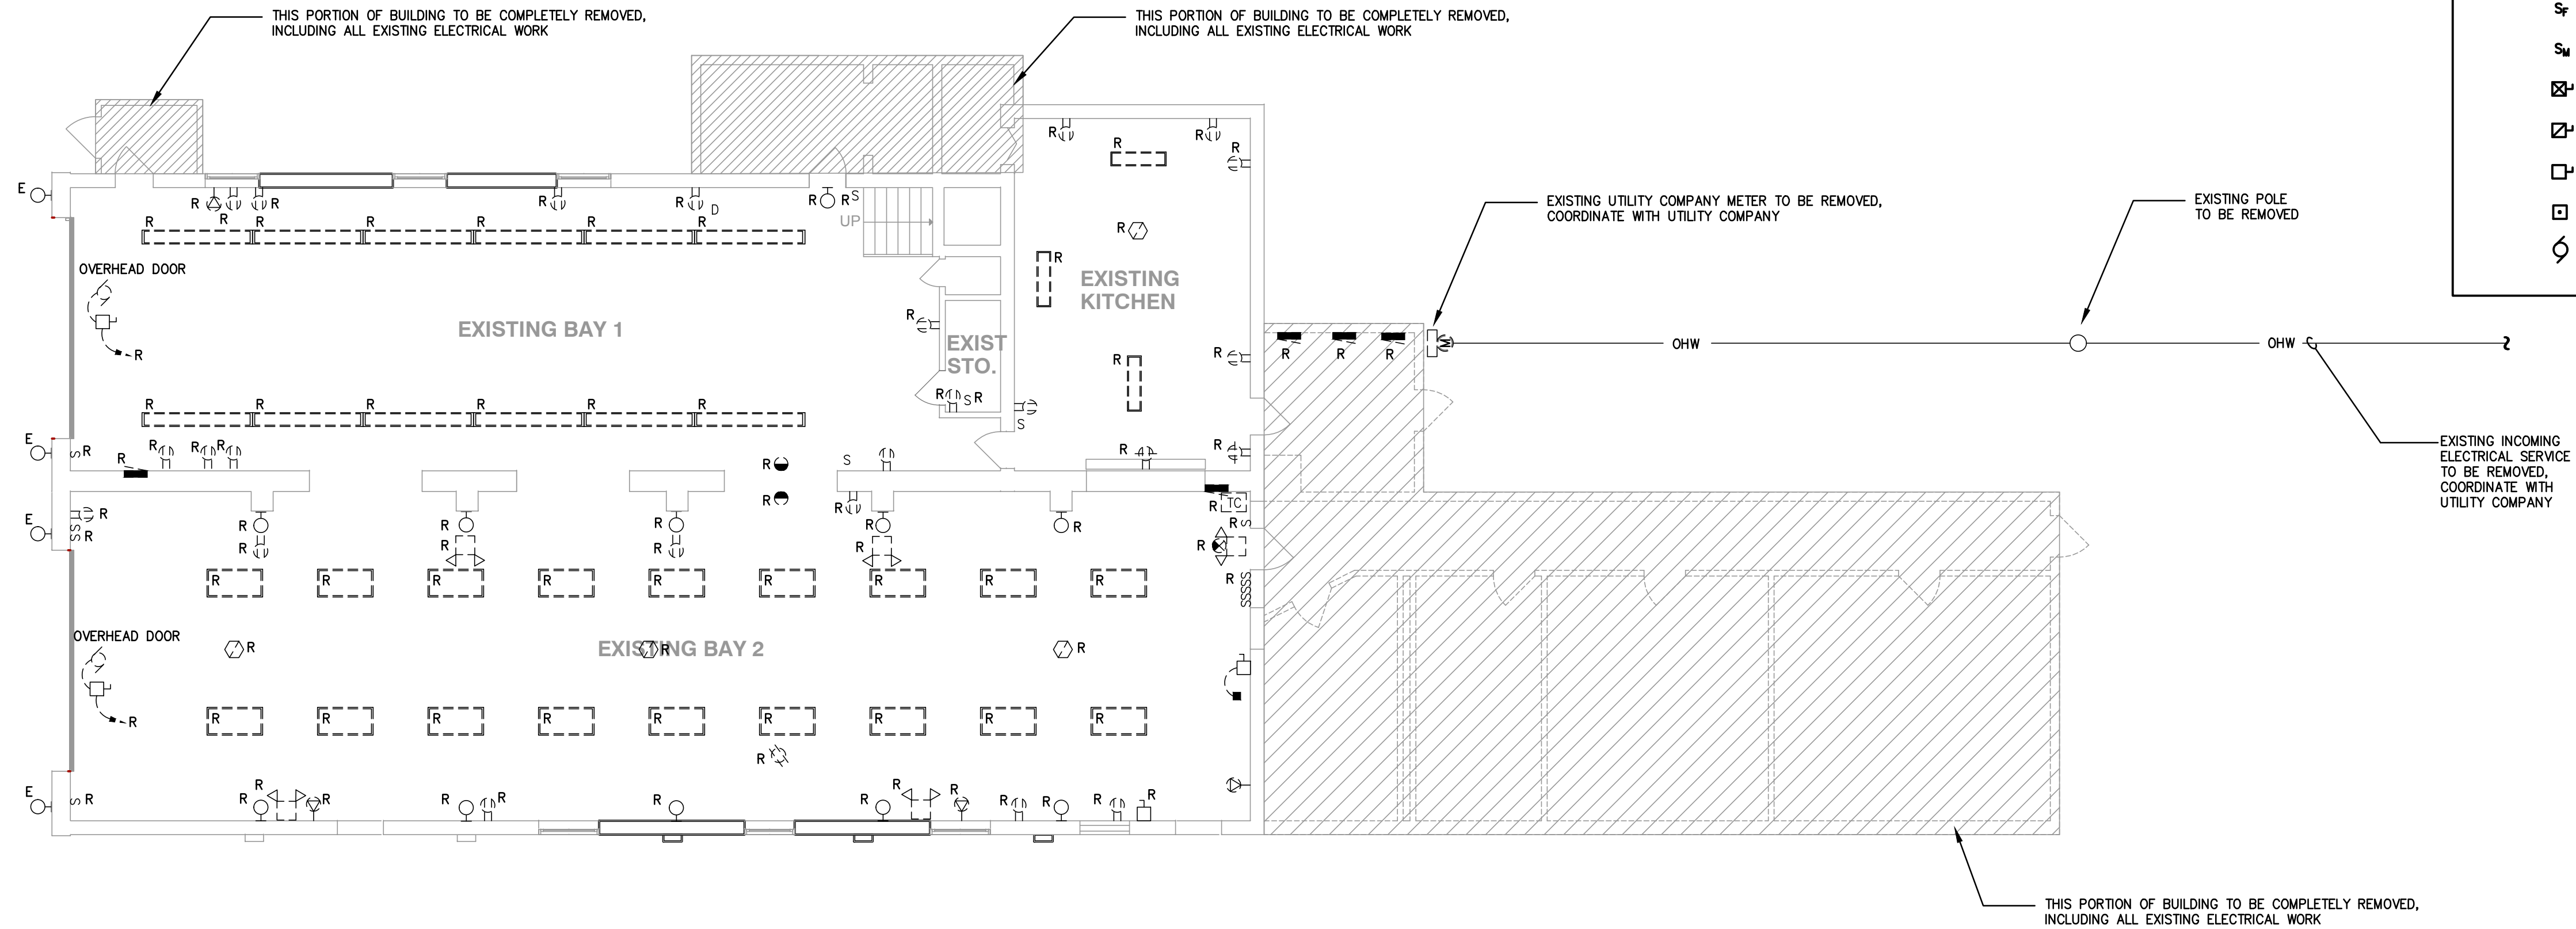 THIS PORTION OF BUILDING TO BE COMPLETELY REMOVED,
INCLUDING ALL EXISTING ELECTRICAL WORK
THIS PORTION OF BUILDING TO BE COMPLETELY REMOVED,
INCLUDING ALL EXISTING ELECTRICAL WORK
SF
SM
R R
R
R
E
R R R R D R R S
UP
R R R R R R
R
EXISTING UTILITY COMPANY METER TO BE REMOVED,
COORDINATE WITH UTILITY COMPANY
EXISTING POLE
TO BE REMOVED
OVERHEAD DOOR
R
EXISTING
KITCHEN
R
EXISTING BAY 1
R
EXIST
STO.
R
R
R
R R R
M
OHW
OHW
R R R R R R
R S R
S
E
S R
R
R R R
R
S
R
R
R
EXISTING INCOMING
ELECTRICAL SERVICE
TO BE REMOVED,
COORDINATE WITH
UTILITY COMPANY
R
R
R TC
E
R
S
S R
R R R R R
R R R R
R S
R
R R R R R R R R R
R SSSSS
OVERHEAD DOOR
EXISTING BAY 2
R R R
R
R R R R R R R R R
R
E
S R
R R R R R R R R R R R
THIS PORTION OF BUILDING TO BE COMPLETELY REMOVED,
INCLUDING ALL EXISTING ELECTRICAL WORK